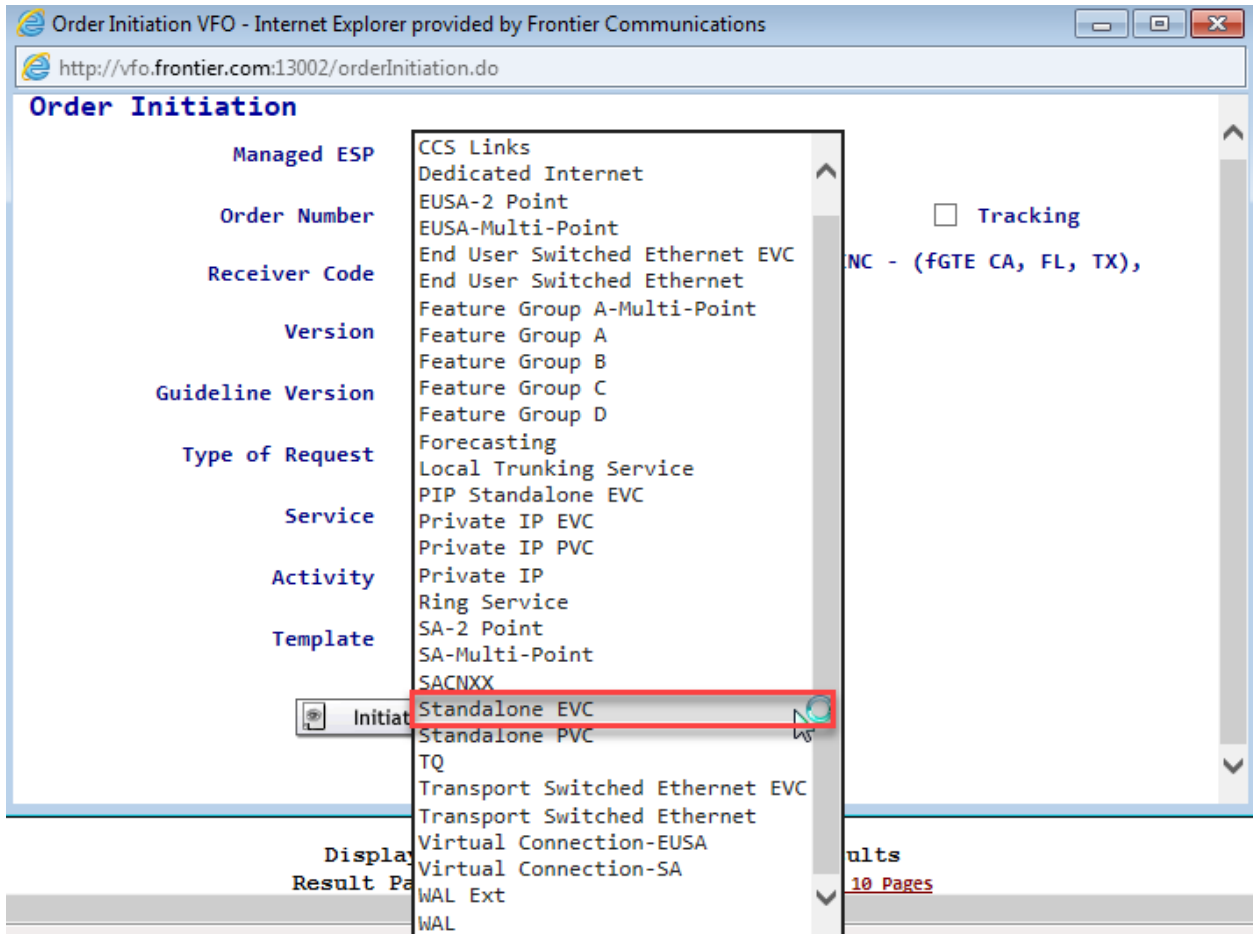 Order Initiation VFO - Internet Explorer provided by Frontier Communications
http://vfo.frontier.com:13002/orderInitiation.do
Order Initiation
Managed ESP
Order Number
Tracking
Receiver Code
NC - (fGTE CA, FL, TX),
Version
Guideline Version
Type of Request
Service
Activity
Template
Initiat
CCS Links
Dedicated Internet
EUSA-2 Point
EUSA-Multi-Point
End User Switched Ethernet EVC
End User Switched Ethernet
Feature Group A-Multi-Point
Feature Group A
Feature Group B
Feature Group C
Feature Group D
Forecasting
Local Trunking Service
PIP Standalone EVC
Private IP EVC
Private IP PVC
Private IP
Ring Service
SA-2 Point
SA-Multi-Point
SACNXX
Standalone EVC
Standalone PVC
TQ
Transport Switched Ethernet EVC
Transport Switched Ethernet
Virtual Connection-EUSA
Virtual Connection-SA
WAL Ext
WAL
Display
ults
Result Pa
10 Pages